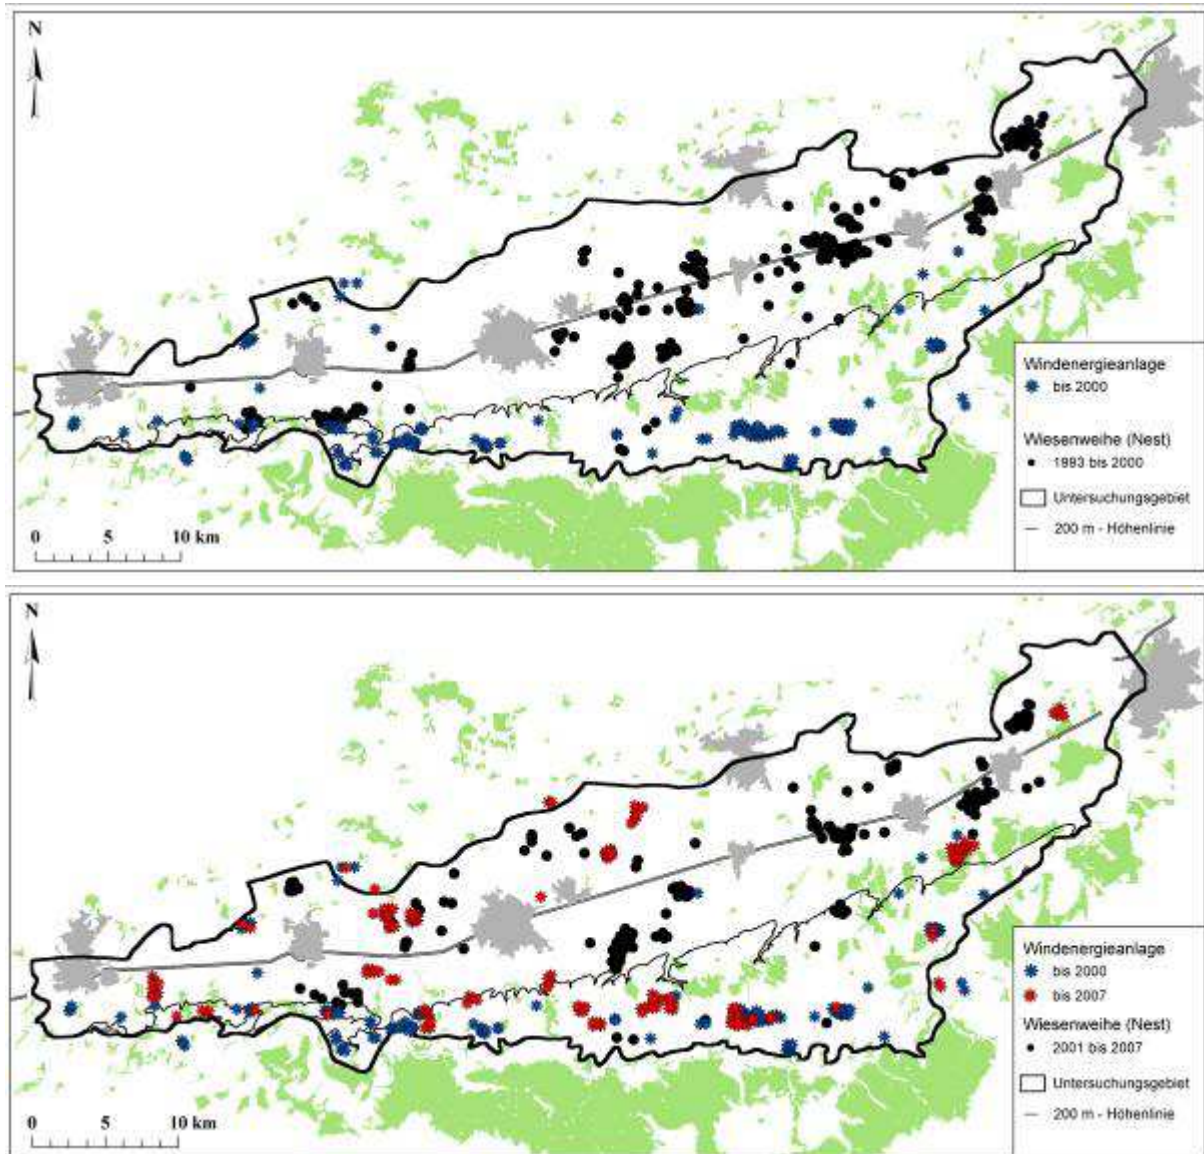 N
Windenergieanlage
bis 2000
Wiesenweihe (Nest)
1993 bis 2000
Untersuchungsgebiet
200 m - Höhenlinie
0 5 10 km
N
Windenergieanlage
bis 2000
bis 2007
Wiesenweihe (Nest)
2001 bis 2007
Untersuchungsgebiet
200 m - Höhenlinie
0 5 10 km